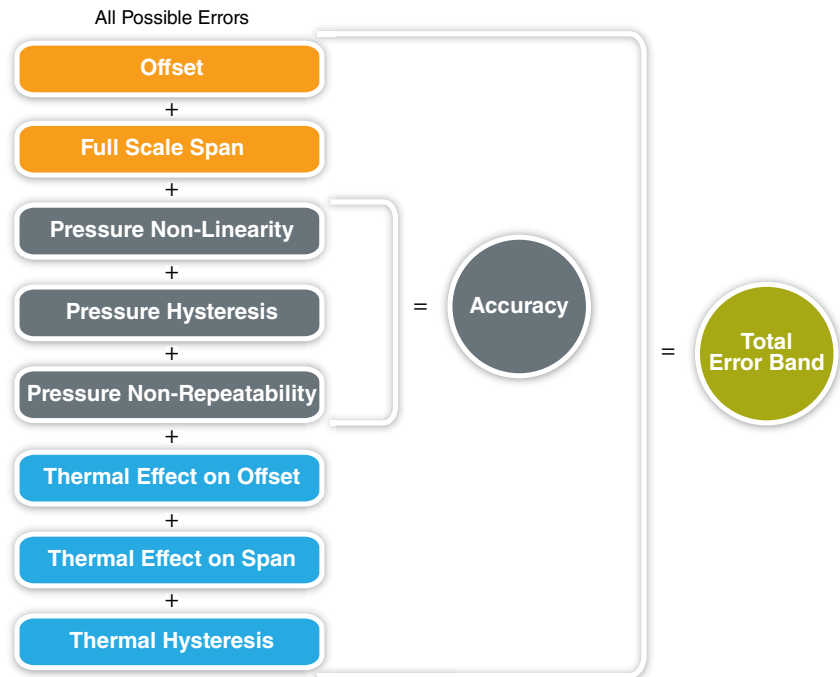 All Possible Errors
Offset
+
Full Scale Span
+
Pressure Non-Linearity
+
Pressure Hysteresis
+
Pressure Non-Repeatability
+
Thermal Effect on Offset
+
Thermal Effect on Span
+
Thermal Hysteresis
=
Accuracy
=
Total
Error Band